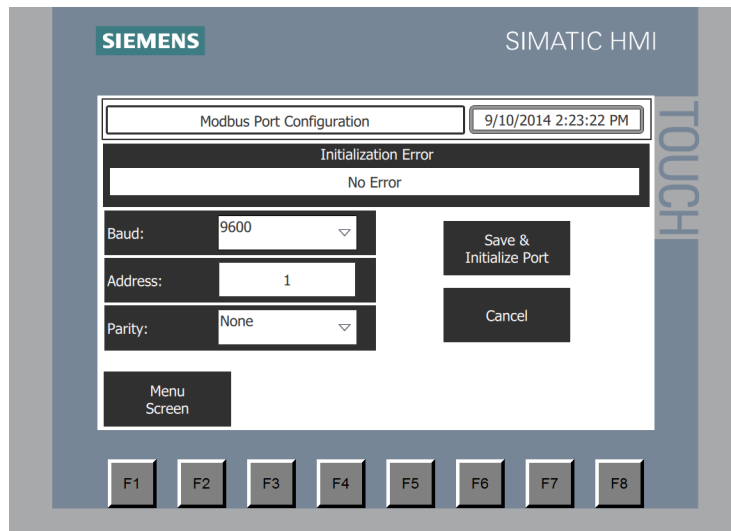 SIEMENS
SIMATIC HMI
TOUCH
Modbus Port Configuration
9/10/2014 2:23:22 PM
Initialization Error
No Error
Baud:
9600
Save &
Initialize Port
Address:
1
Cancel
Parity:
None
Menu
Screen
F1 F2 F3 F4 F5 F6 F7 F8